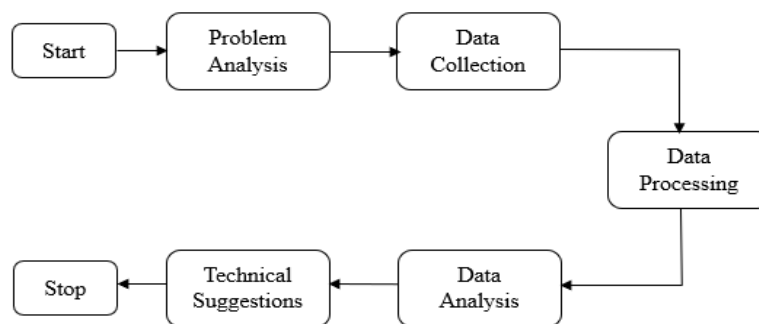 Start
Problem
Analysis
Data
Collection
Data
Processing
Data
Analysis
Technical
Suggestions
Stop